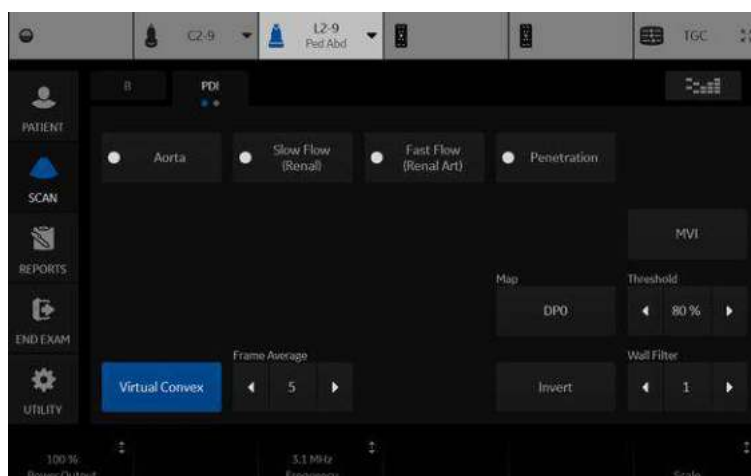 C2-9
L2-9
Ped Abd
TGC
B
PDI
PATIENT
Aorta
Slow Flow
(Renal)
Fast Flow
(Renal Art)
Penetration
SCAN
REPORTS
MVI
Map
Threshold
DP0
80 %
END EXAM
Frame Average
Wall Filter
Virtual Convex
5
Invert
1
UTILITY
100 %
Power Output
3.1 MHz
Frequency
Scale